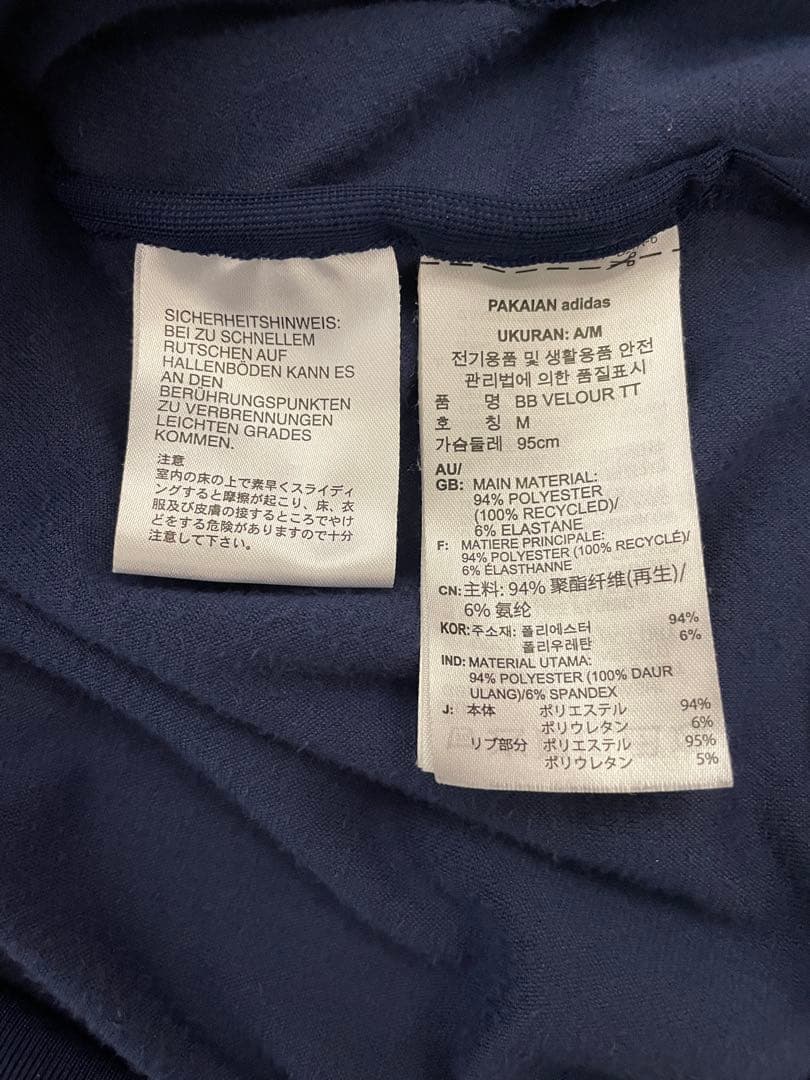 SICHERHEITSHINWEIS:
BEI ZU SCHNELLEM
RUTSCHEN AUF
HALLENBÖDEN KANN ES
AN DEN
BERÜHRUNGSPUNKTEN
ZU VERBRENNUNGEN
LEICHTEN GRADES
KOMMEN.
注意
室内の床の上で素早くスライディ
ングすると摩擦が起こり、床、衣
服及び皮膚の接するところでやけ
どをする危険がありますので十分
注意して下さい。
PAKAIAN adidas
UKURAN: A/M
전기용품 및 생활용품 안전
관리법에 의한 품질표시
품 명 BB VELOUR TT
호 칭 M
가슴둘레 95cm
AU/
GB: MAIN MATERIAL:
94% POLYESTER
(100% RECYCLED)/
6% ELASTANE
F: MATIERE PRINCIPALE:
94% POLYESTER (100% RECYCLÉ)/
6% ÉLASTHANNE
CN: 主料: 94% 聚酯纤维(再生)/
6% 氨纶
KOR: 주소재: 폴리에스터 94%
폴리우레탄 6%
IND: MATERIAL UTAMA:
94% POLYESTER (100% DAUR
ULANG)/6% SPANDEX
J: 本体 ポリエステル 94%
ポリウレタン 6%
リブ部分 ポリエステル 95%
ポリウレタン 5%